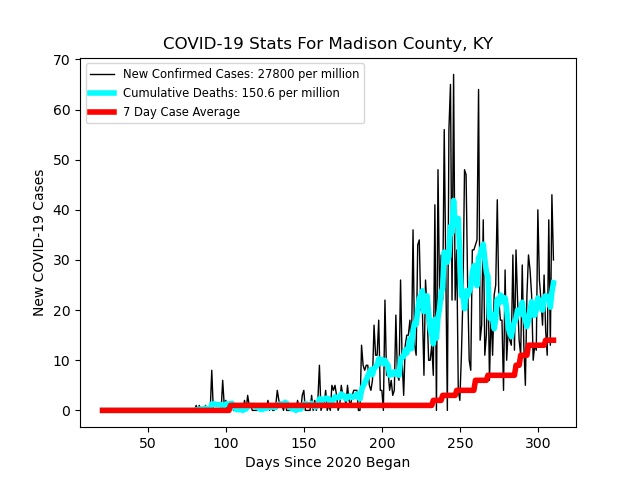 COVID-19 Stats For Madison County, KY
New Confirmed Cases: 27800 per million
Cumulative Deaths: 150.6 per million
7 Day Case Average
70
60
50
40
30
20
10
0
New COVID-19 Cases
50 100 150 200 250 300
Days Since 2020 Began